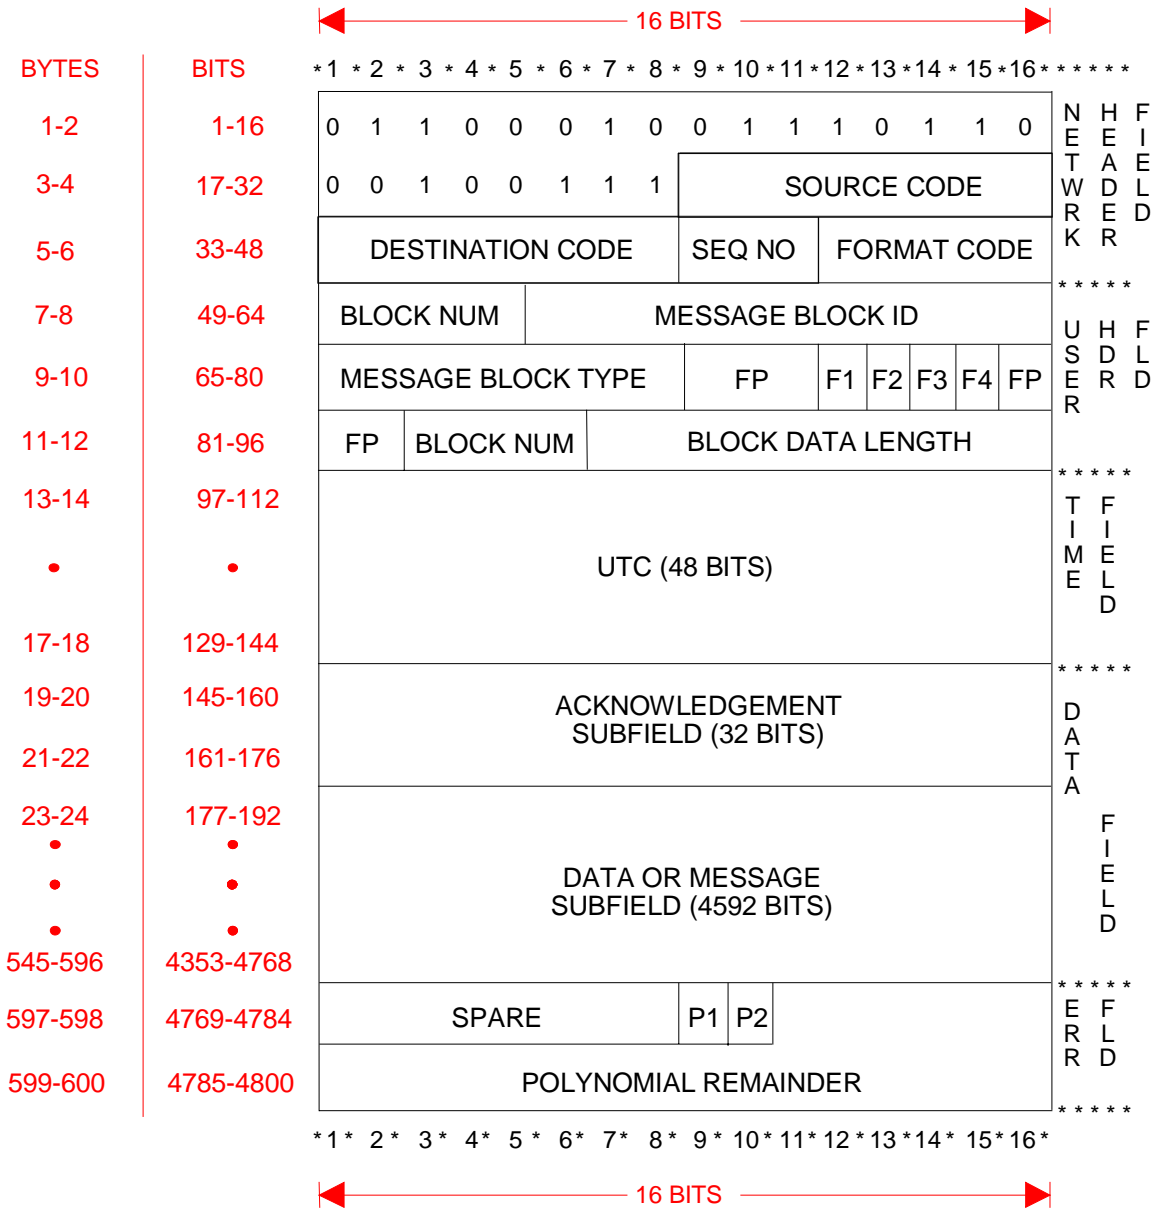 16 BITS
BYTES BITS *1 * 2 * 3 * 4 * 5 * 6 * 7 * 8 * 9 * 10 * 11 * 12 * 13 * 14 * 15 * 16 * * * * * *
1-2 1-16 0 1 1 0 0 0 1 0 0 1 1 1 0 1 1 0
3-4 17-32 0 0 1 0 0 1 1 1 SOURCE CODE
NETWRK HEADER FIELD
5-6 33-48 DESTINATION CODE SEQ NO FORMAT CODE
* * * * *
7-8 49-64 BLOCK NUM MESSAGE BLOCK ID
9-10 65-80 MESSAGE BLOCK TYPE FP F1 F2 F3 F4 FP
USER HDR FLD
11-12 81-96 FP BLOCK NUM BLOCK DATA LENGTH
* * * * *
13-14 97-112
UTC (48 BITS)
TIME FIELD
17-18 129-144
* * * * *
19-20 145-160
ACKNOWLEDGEMENT
SUBFIELD (32 BITS)
21-22 161-176
23-24 177-192
DATA FIELD
DATA OR MESSAGE
SUBFIELD (4592 BITS)
545-596 4353-4768
* * * * *
597-598 4769-4784 SPARE P1 P2
ERR FLD
599-600 4785-4800 POLYNOMIAL REMAINDER
* * * * *
*1* 2 * 3 * 4* 5 * 6* 7* 8* 9* 10* 11* 12 *13 *14* 15*16*
16 BITS